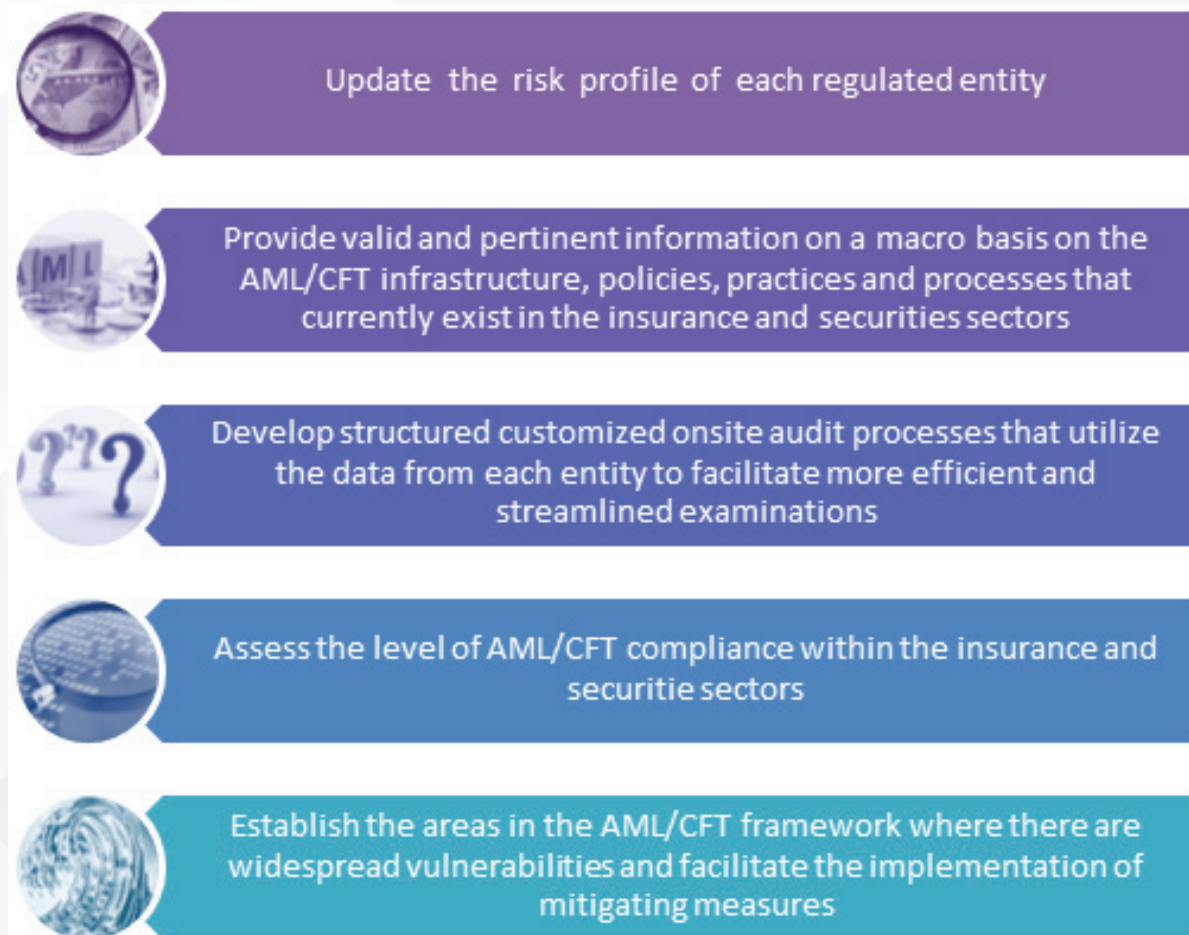 Update the risk profile of each regulated entity
AML
Provide valid and pertinent information on a macro basis on the
AML/CFT infrastructure, policies, practices and processes that
currently exist in the insurance and securities sectors
???
Develop structured customized onsite audit processes that utilize
the data from each entity to facilitate more efficient and
streamlined examinations
Assess the level of AML/CFT compliance within the insurance and
securitie sectors
Establish the areas in the AML/CFT framework where there are
widespread vulnerabilities and facilitate the implementation of
mitigating measures